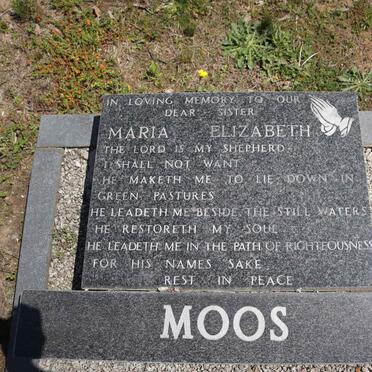 IN LOVING MEMORY TO OUR
DEAR SISTER
MARIA ELIZABETH
THE LORD IS MY SHEPHERD
I SHALL NOT WANT
HE MAKETH ME TO LIE DOWN IN
GREEN PASTURES
HE LEADETH ME BESIDE THE STILL WATERS
HE RESTORETH MY SOUL
HE LEADETH ME IN THE PATH OF RIGHTEOUSNESS
FOR HIS NAMES SAKE
REST IN PEACE
MOOS